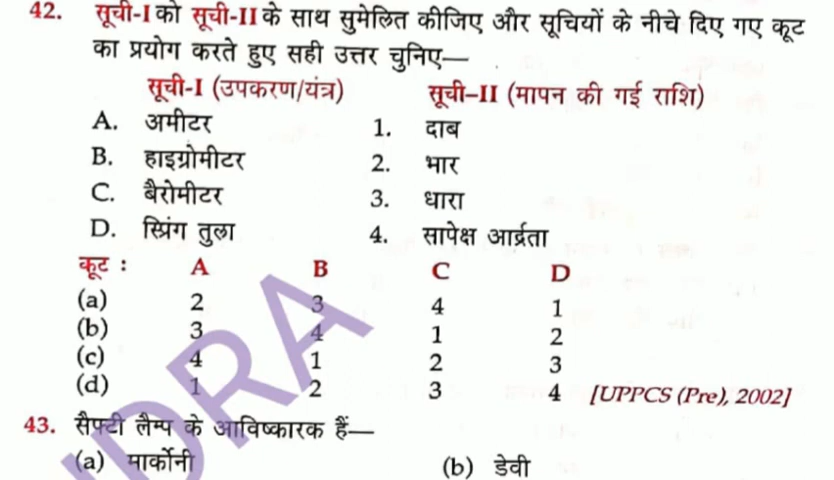 42. सूची-I को सूची-II के साथ सुमेलित कीजिए और सूचियों के नीचे दिए गए कूट
का प्रयोग करते हुए सही उत्तर चुनिए—
सूची-I (उपकरण/यंत्र) सूची–II (मापन की गई राशि)
A. अमीटर 1. दाब
B. हाइग्रोमीटर 2. भार
C. बैरोमीटर 3. धारा
D. स्प्रिंग तुला 4. सापेक्ष आर्द्रता
कूट : A B C D
(a) 2 3 4 1
(b) 3 4 1 2
(c) 4 1 2 3
(d) 1 2 3 4 [UPPCS (Pre), 2002]
43. सैफ्टी लैम्प के आविष्कारक हैं—
(a) मार्कोनी (b) डेवी
IDRA